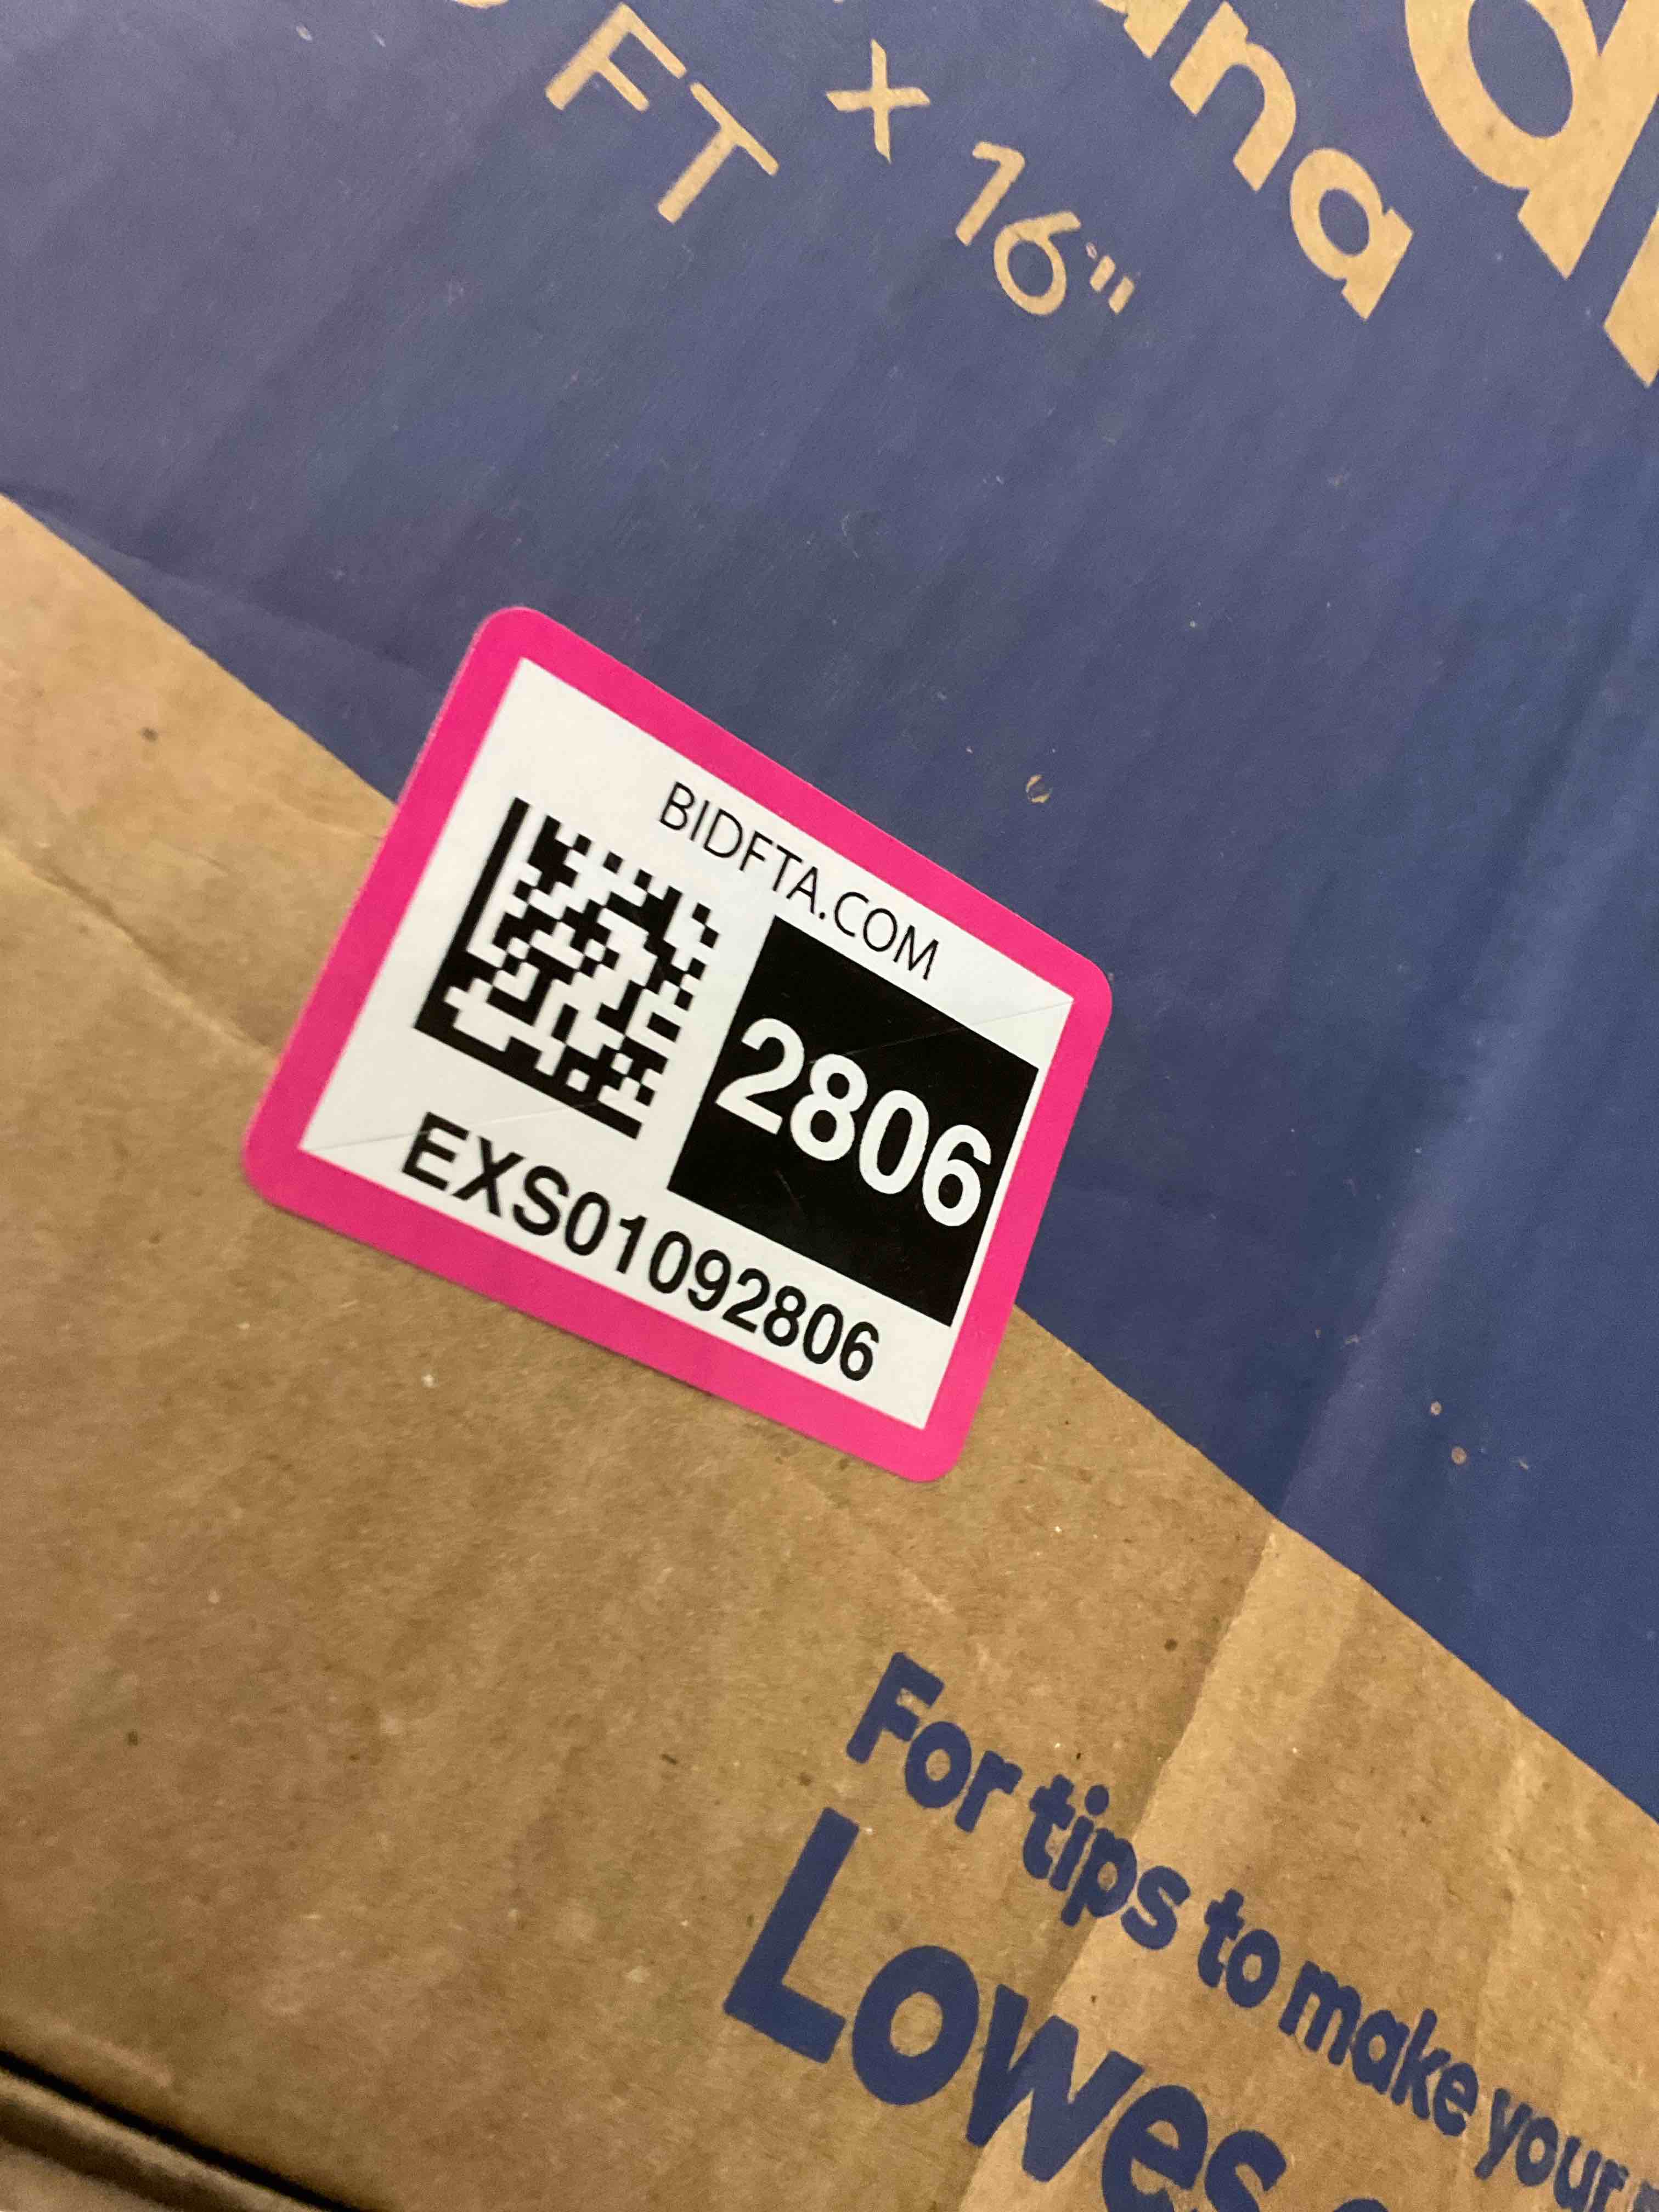 FT
x 16"
BIDFTA.COM
2806
EXS01092806
For tips to make your
Lowes